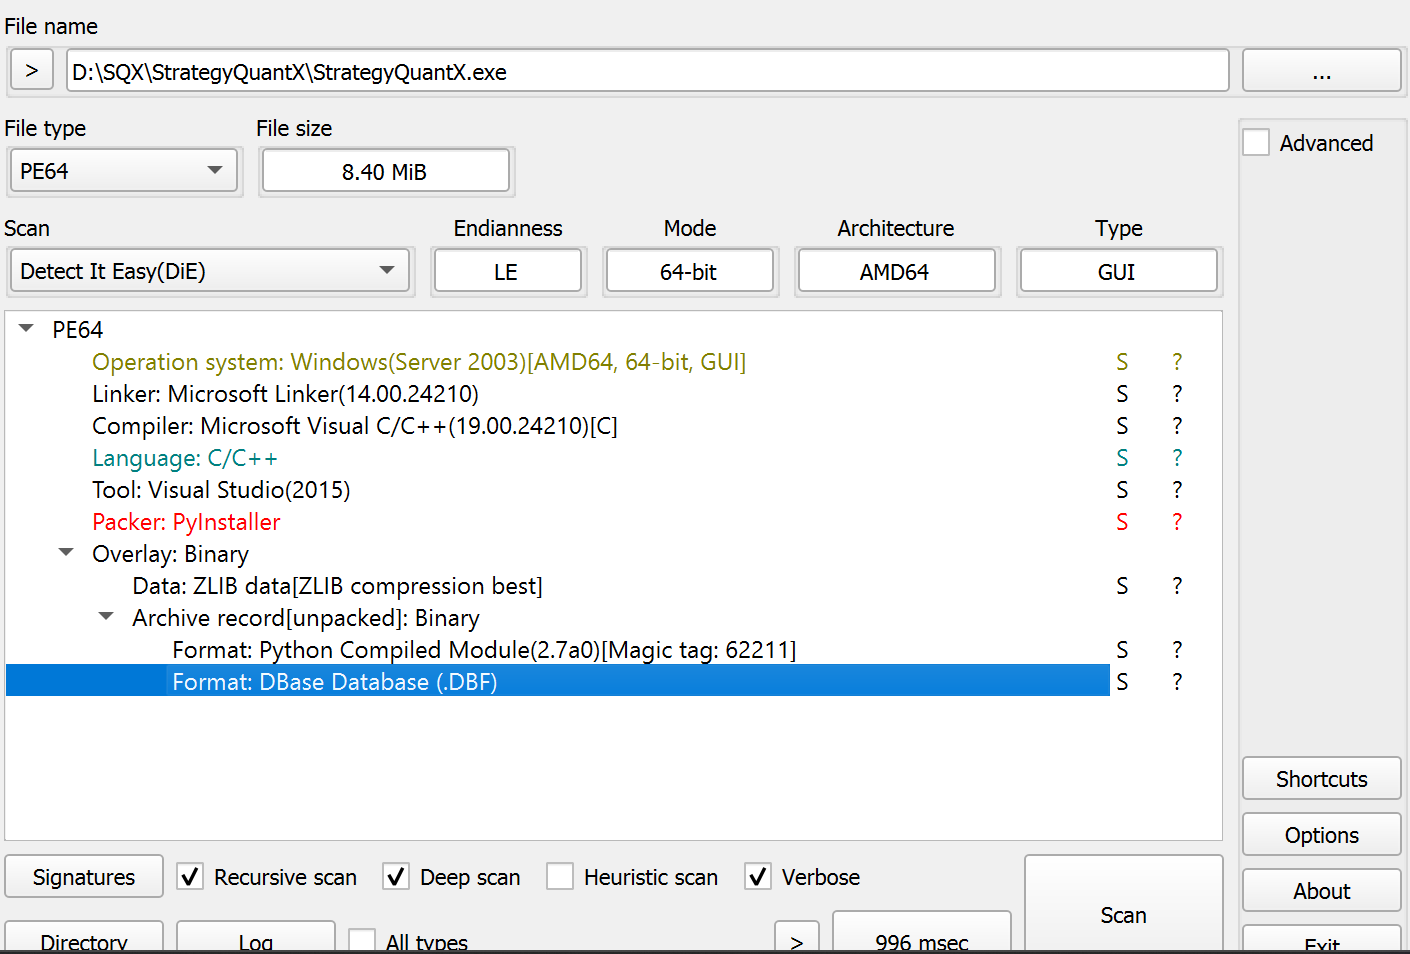 File name
> D:\SQX\StrategyQuantX\StrategyQuantX.exe ...
File type File size
PE64 8.40 MiB Advanced
Scan Endianness Mode Architecture Type
Detect It Easy(DiE) LE 64-bit AMD64 GUI
PE64
Operation system: Windows(Server 2003)[AMD64, 64-bit, GUI] S ?
Linker: Microsoft Linker(14.00.24210) S ?
Compiler: Microsoft Visual C/C++(19.00.24210)[C] S ?
Language: C/C++ S ?
Tool: Visual Studio(2015) S ?
Packer: PyInstaller S ?
Overlay: Binary
Data: ZLIB data[ZLIB compression best] S ?
Archive record[unpacked]: Binary
Format: Python Compiled Module(2.7a0)[Magic tag: 62211] S ?
Format: DBase Database (.DBF) S ?
Shortcuts
Options
Signatures Recursive scan Deep scan Heuristic scan Verbose
About
Scan
Directory Log All types > 996 msec
Exit